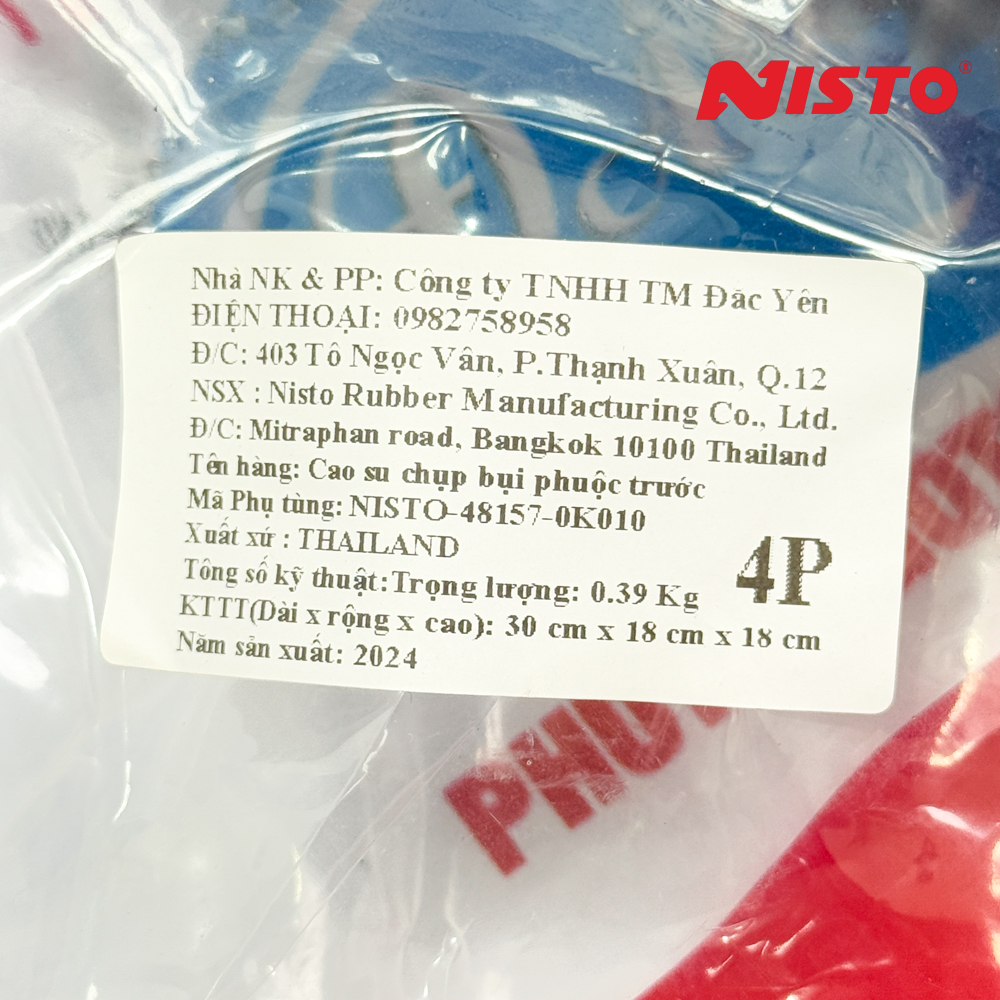 NISTO®
Nhà NK & PP: Công ty TNHH TM Đăc Yên
ĐIỆN THOẠI: 0982758958
Đ/C: 403 Tô Ngọc Vân, P.Thạnh Xuân, Q.12
NSX : Nisto Rubber Manufacturing Co., Ltd.
Đ/C: Mitraphan road, Bangkok 10100 Thailand
Tên hàng: Cao su chụp bụi phuộc trước
Mã Phụ tùng: NISTO-48157-0K010
Xuất xứ : THAILAND
4P
Tông số kỹ thuật:Trọng lượng: 0.39 Kg
KTTT(Dài x rộng x cao): 30 cm x 18 cm x 18 cm
Năm sản xuất: 2024